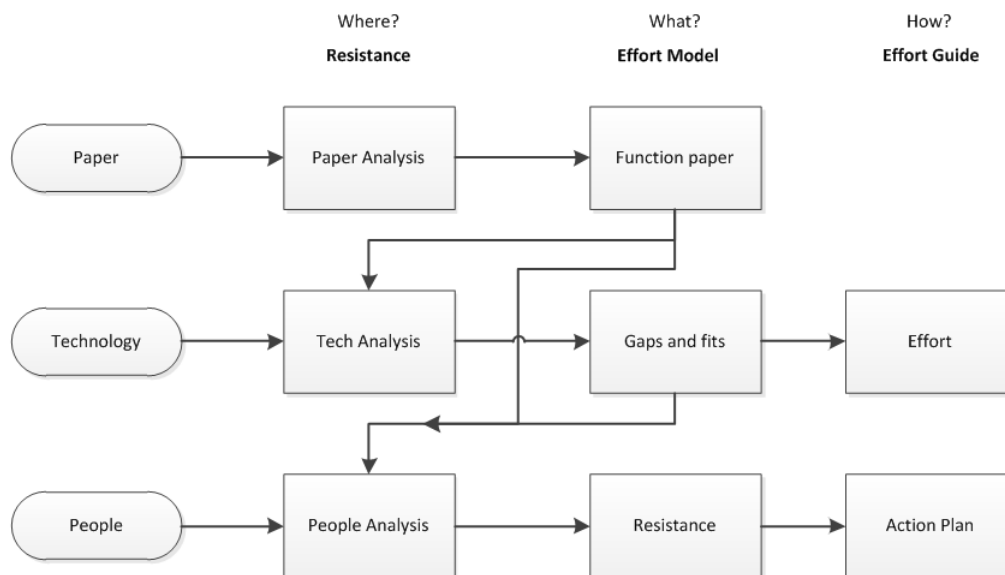 Where?
What?
How?
Resistance
Effort Model
Effort Guide
Paper
Paper Analysis
Function paper
Technology
Tech Analysis
Gaps and fits
Effort
People
People Analysis
Resistance
Action Plan